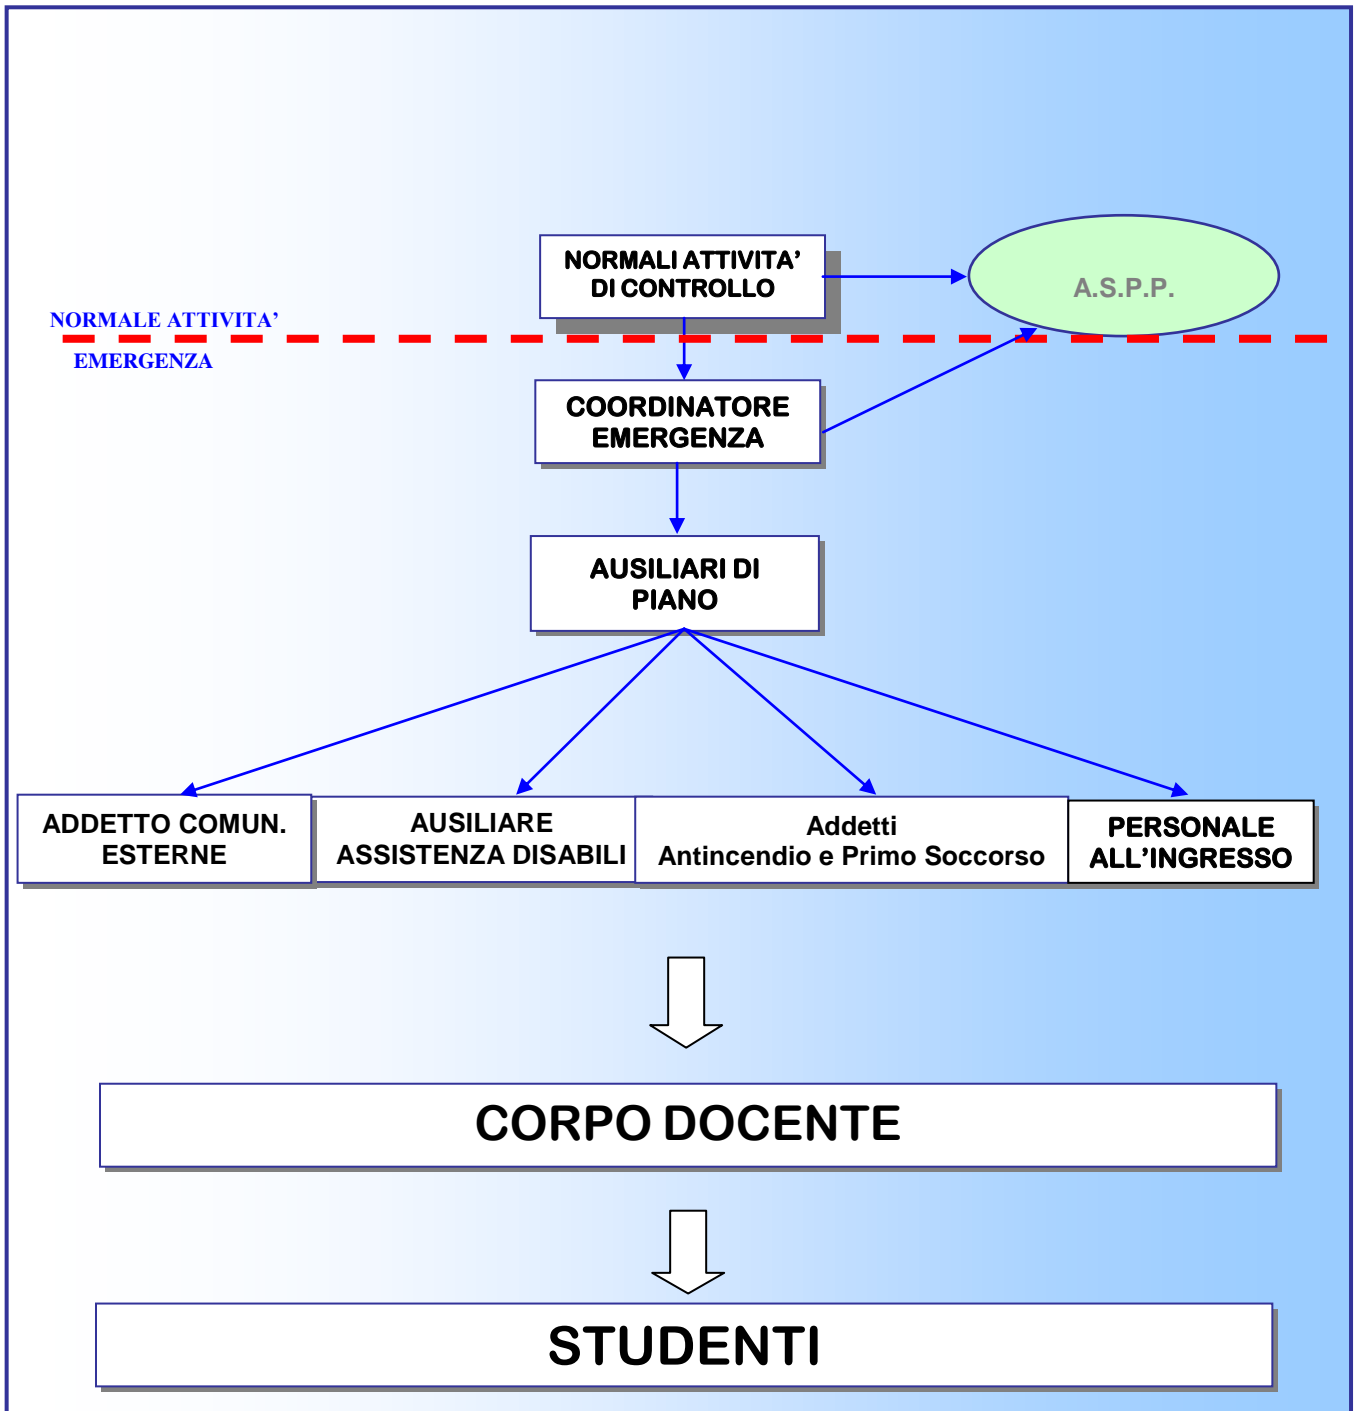 NORMALI ATTIVITA’
DI CONTROLLO
A.S.P.P.
NORMALE ATTIVITA’
EMERGENZA
COORDINATORE
EMERGENZA
AUSILIARI DI
PIANO
ADDETTO COMUN.
ESTERNE
AUSILIARE
ASSISTENZA DISABILI
Addetti
Antincendio e Primo Soccorso
PERSONALE
ALL’INGRESSO
CORPO DOCENTE
STUDENTI